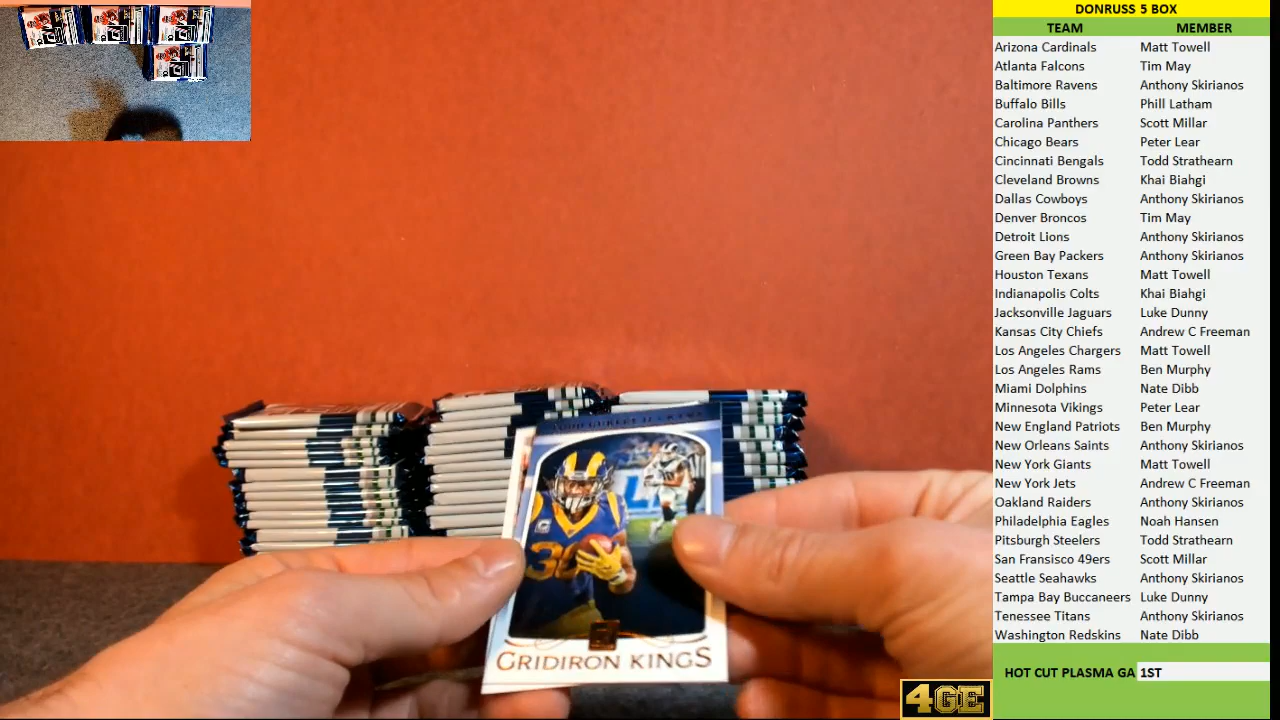 DONRUSS 5 BOX
TEAM MEMBER
Arizona Cardinals Matt Towell
Atlanta Falcons Tim May
Baltimore Ravens Anthony Skirianos
Buffalo Bills Phill Latham
Carolina Panthers Scott Millar
Chicago Bears Peter Lear
Cincinnati Bengals Todd Strathearn
Cleveland Browns Khai Biahgi
Dallas Cowboys Anthony Skirianos
Denver Broncos Tim May
Detroit Lions Anthony Skirianos
Green Bay Packers Anthony Skirianos
Houston Texans Matt Towell
Indianapolis Colts Khai Biahgi
Jacksonville Jaguars Luke Dunny
Kansas City Chiefs Andrew C Freeman
Los Angeles Chargers Matt Towell
Los Angeles Rams Ben Murphy
Miami Dolphins Nate Dibb
Minnesota Vikings Peter Lear
New England Patriots Ben Murphy
New Orleans Saints Anthony Skirianos
New York Giants Matt Towell
New York Jets Andrew C Freeman
Oakland Raiders Anthony Skirianos
Philadelphia Eagles Noah Hansen
Pitsburgh Steelers Todd Strathearn
San Fransisco 49ers Scott Millar
Seattle Seahawks Anthony Skirianos
Tampa Bay Buccaneers Luke Dunny
Tenessee Titans Anthony Skirianos
Washington Redskins Nate Dibb
HOT CUT PLASMA GA 1ST
4GE
30
GRIDIRON KINGS